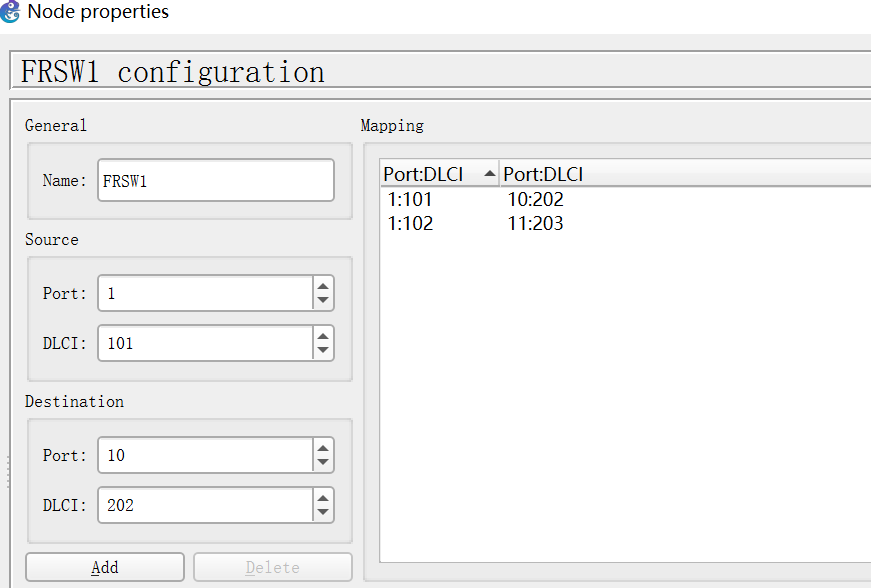 Node properties
FRSW1 configuration
General
Name: FRSW1
Source
Port: 1
DLCI: 101
Destination
Port: 10
DLCI: 202
Add Delete
Mapping
Port:DLCI Port:DLCI
1:101 10:202
1:102 11:203